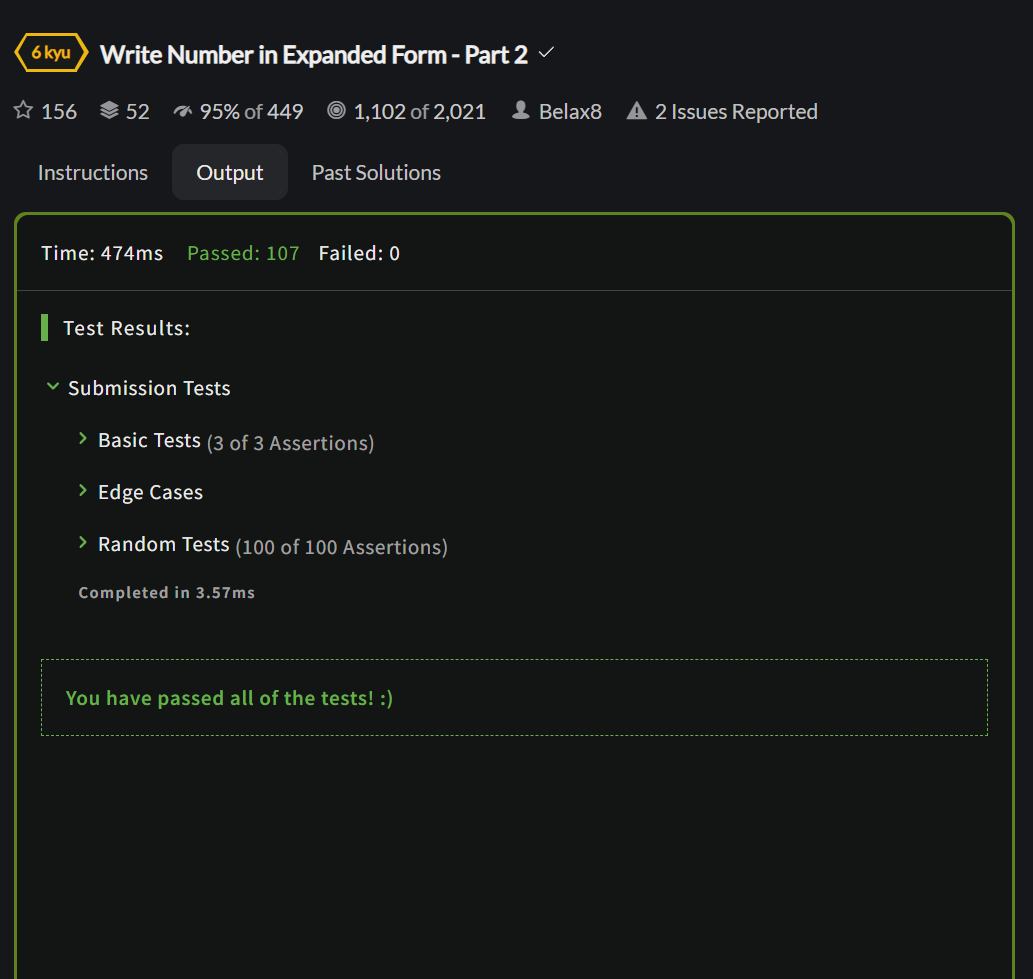 6 kyu Write Number in Expanded Form - Part 2
156 52 95% of 449 1,102 of 2,021 Belax8 2 Issues Reported
Instructions Output Past Solutions
Time: 474ms Passed: 107 Failed: 0
Test Results:
Submission Tests
Basic Tests (3 of 3 Assertions)
Edge Cases
Random Tests (100 of 100 Assertions)
Completed in 3.57ms
You have passed all of the tests! :)